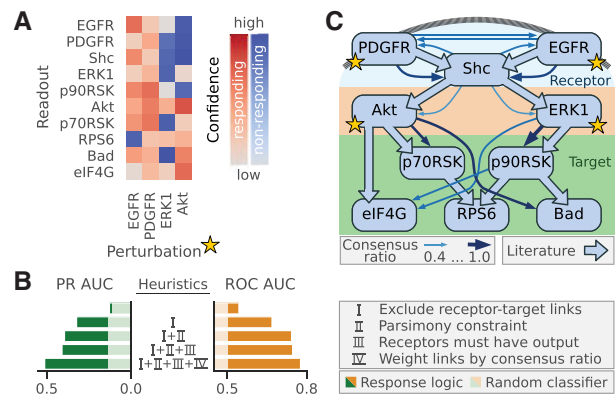 A
Readout
EGFR
PDGFR
Shc
ERK1
p90RSK
Akt
p70RSK
RPS6
Bad
eIF4G
EGFR
PDGFR
ERK1
Akt
Perturbation
high
Confidence
responding
non-responding
low
B
PR AUC
Heuristics
ROC AUC
I
I+II
I+II+III
I+II+III+IV
0.5
0.0
0.5
0.8
C
PDGFR
EGFR
Shc
Receptor
Akt
ERK1
p70RSK
p90RSK
Target
eIF4G
RPS6
Bad
Consensus
ratio
0.4 ... 1.0
Literature
I Exclude receptor-target links
II Parsimony constraint
III Receptors must have output
IV Weight links by consensus ratio
Response logic
Random classifier